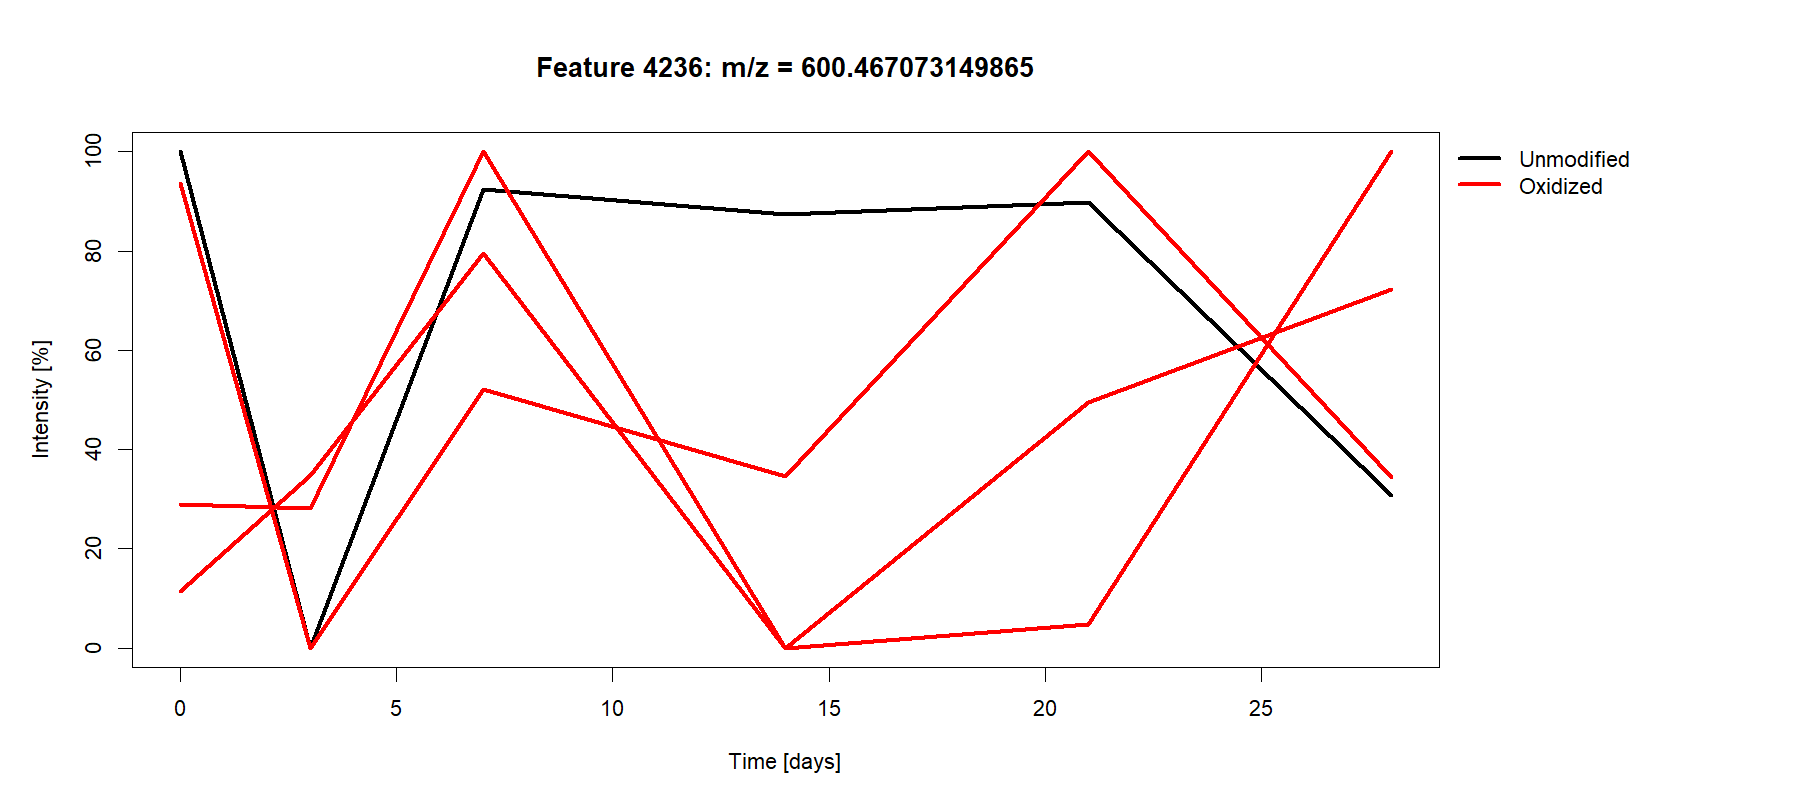 Feature 4236: m/z = 600.467073149865
Unmodified
Oxidized
Intensity [%]
100
80
60
40
20
0
0 5 10 15 20 25
Time [days]